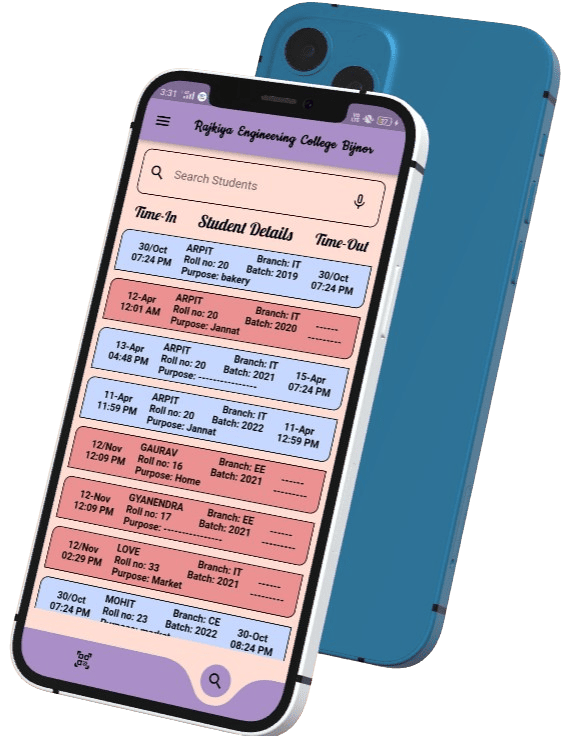 3:31
57
Rajkiya Engineering College Bijnor
Search Students
Time-In Student Details Time-Out
30/Oct ARPIT Branch: IT 30/Oct
07:24 PM Roll no: 20 Batch: 2019 07:24 PM
Purpose: bakery
12-Apr ARPIT Branch: IT ------
12:01 AM Roll no: 20 Batch: 2020 ---------
Purpose: Jannat
13-Apr ARPIT Branch: IT 15-Apr
04:48 PM Roll no: 20 Batch: 2021 07:24 PM
Purpose: ----------------
11-Apr ARPIT Branch: IT 11-Apr
11:59 PM Roll no: 20 Batch: 2022 12:59 PM
Purpose: Jannat
12/Nov GAURAV Branch: EE ------
12:09 PM Roll no: 16 Batch: 2021 ---------
Purpose: Home
12-Nov GYANENDRA Branch: EE ------
12:09 PM Roll no: 17 Batch: 2021 ---------
Purpose: ----------------
12/Nov LOVE Branch: IT ------
02:29 PM Roll no: 33 Batch: 2021 ---------
Purpose: Market
30/Oct MOHIT Branch: CE 30-Oct
07:24 PM Roll no: 23 Batch: 2022 08:24 PM
Purpose: market